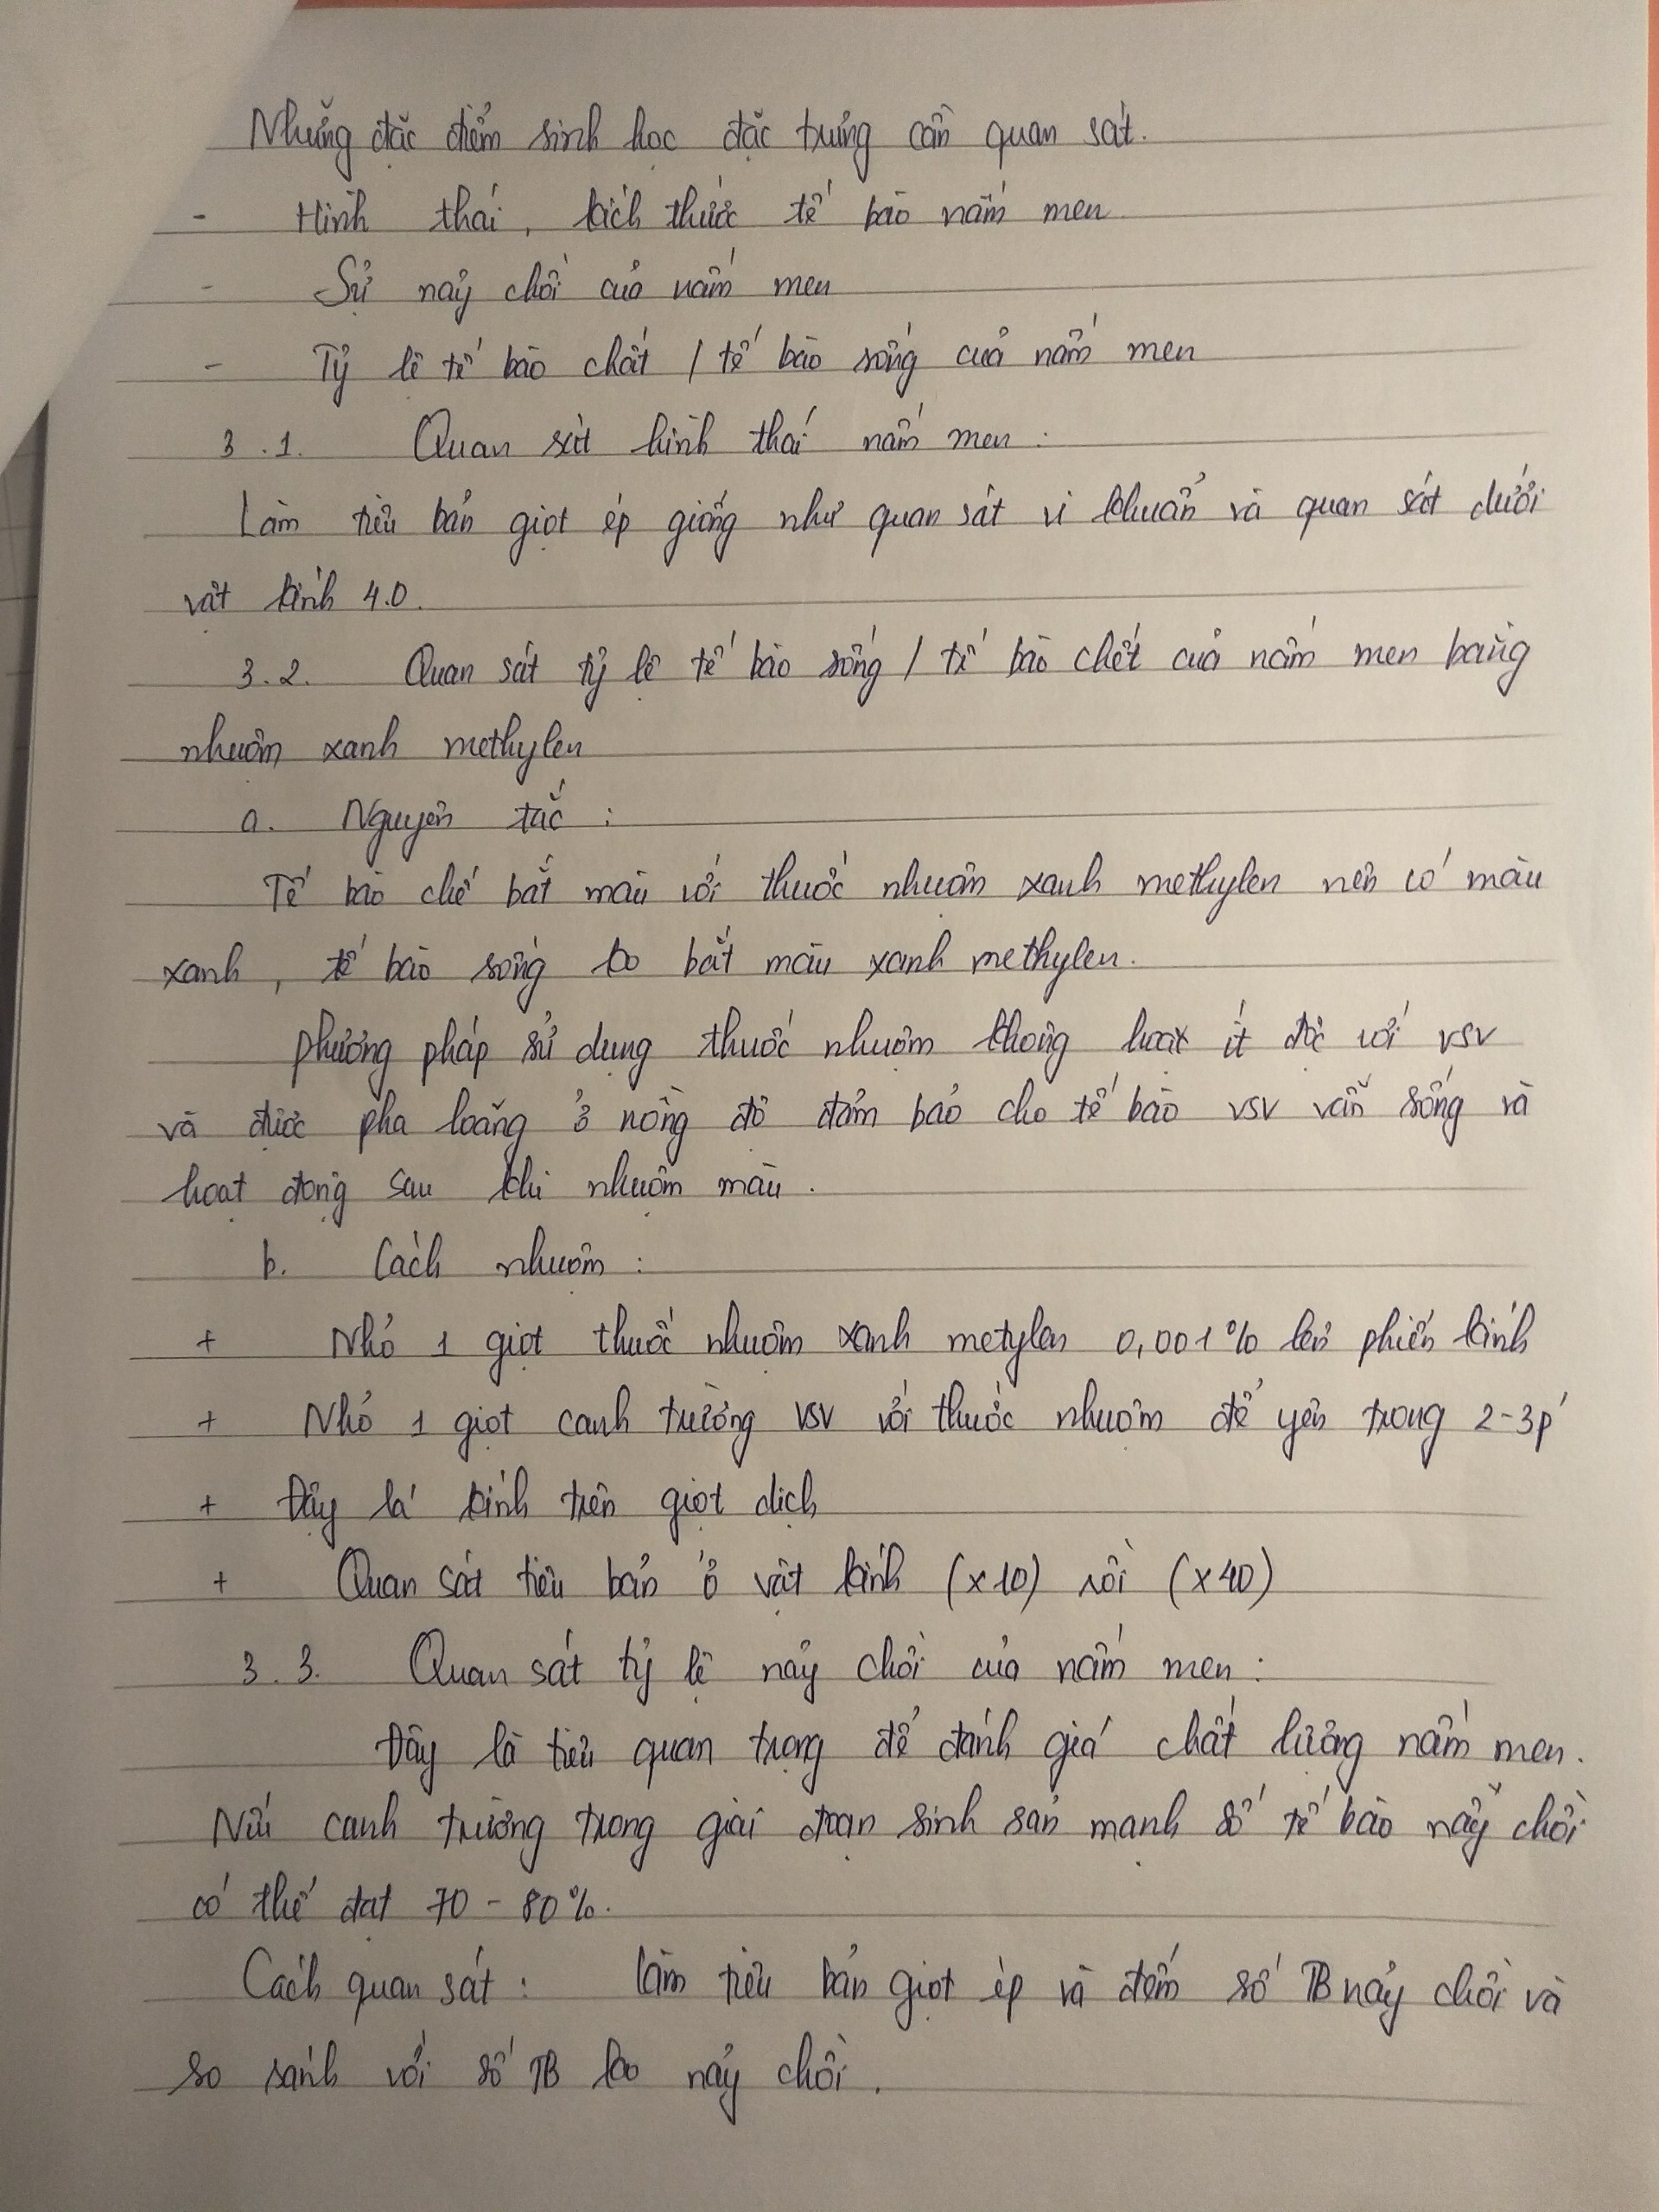 Những đặc điểm sinh học đặc trưng cần quan sát.
- Hình thái, kích thước tế bào nấm men
- Sự nảy chồi của nấm men
- Tỷ lệ tế bào chất / tế bào sống của nấm men
3.1. Quan sát hình thái nấm men :
Làm tiêu bản giọt ép giống như quan sát vi khuẩn và quan sát dưới
vật kính 4.0.
3.2. Quan sát tỷ lệ tế bào sống / tế bào chết của nấm men bằng
nhuộm xanh methylen
a. Nguyên tắc :
Tế bào chế bắt màu với thuốc nhuộm xanh methylen nên có màu
xanh, tế bào sống ko bắt màu xanh methylen.
Phương pháp sử dụng thuốc nhuộm thông hoạt ít độc với VSV
và được pha loãng ở nồng độ đảm bảo cho tế bào VSV vẫn sống và
hoạt động sau khi nhuộm màu.
b. Cách nhuộm :
+ Nhỏ 1 giọt thuốc nhuộm xanh metylen 0,001% lên phiến kính
+ Nhỏ 1 giọt canh trường VSV với thuốc nhuộm để yên trong 2-3p'
+ Đậy lá kính trên giọt dịch
+ Quan sát tiêu bản ở vật kính (x10) rồi (x40)
3.3. Quan sát tỷ lệ nảy chồi của nấm men :
Đây là tiêu quan trọng để đánh giá chất lượng nấm men.
Nếu canh trường trong giai đoạn sinh sản mạnh số tế bào nảy chồi
có thể đạt 70 - 80%.
Cách quan sát : làm tiêu bản giọt ép và đếm số TB nảy chồi và
so sánh với số TB ko nảy chồi.